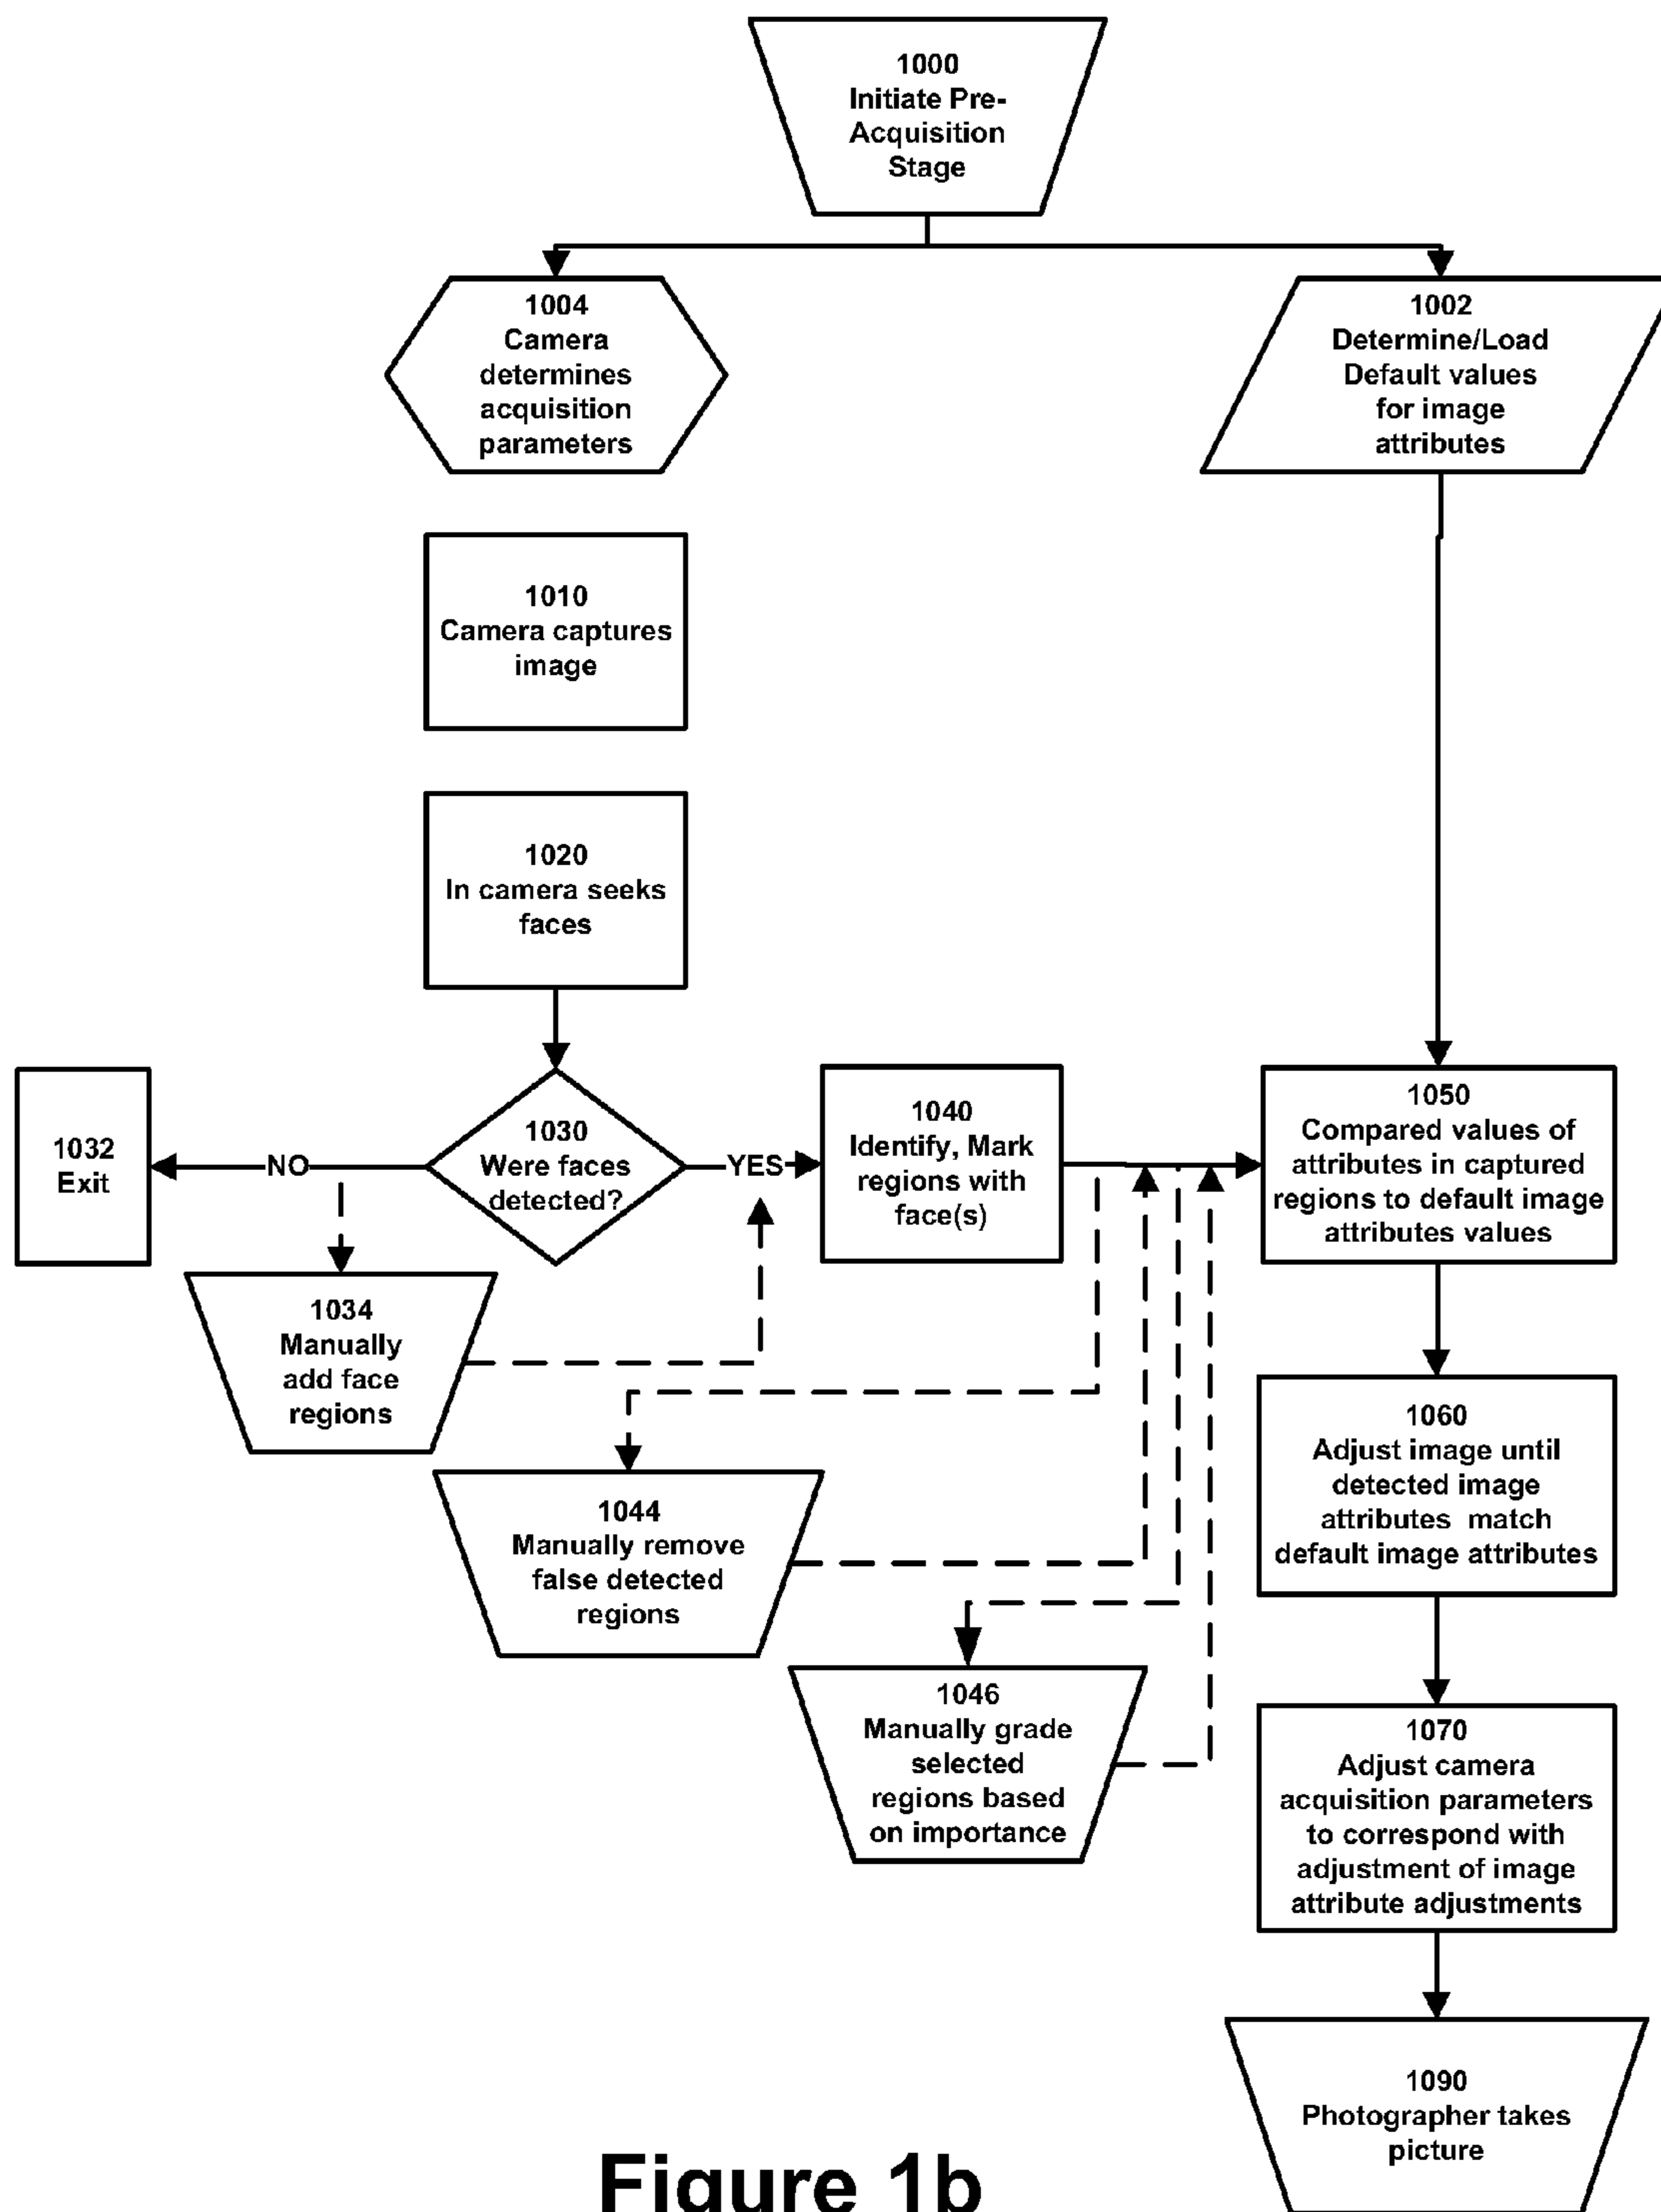 1000
Initiate Pre-
Acquisition
Stage
1004
Camera
determines
acquisition
parameters
1002
Determine/Load
Default values
for image
attributes
1010
Camera captures
image
1020
In camera seeks
faces
1032
Exit
NO
1030
Were faces
detected?
YES
1040
Identify, Mark
regions with
face(s)
1050
Compared values of
attributes in captured
regions to default image
attributes values
1034
Manually
add face
regions
1044
Manually remove
false detected
regions
1046
Manually grade
selected
regions based
on importance
1060
Adjust image until
detected image
attributes match
default image attributes
1070
Adjust camera
acquisition parameters
to correspond with
adjustment of image
attribute adjustments
1090
Photographer takes
picture
Figure 1b